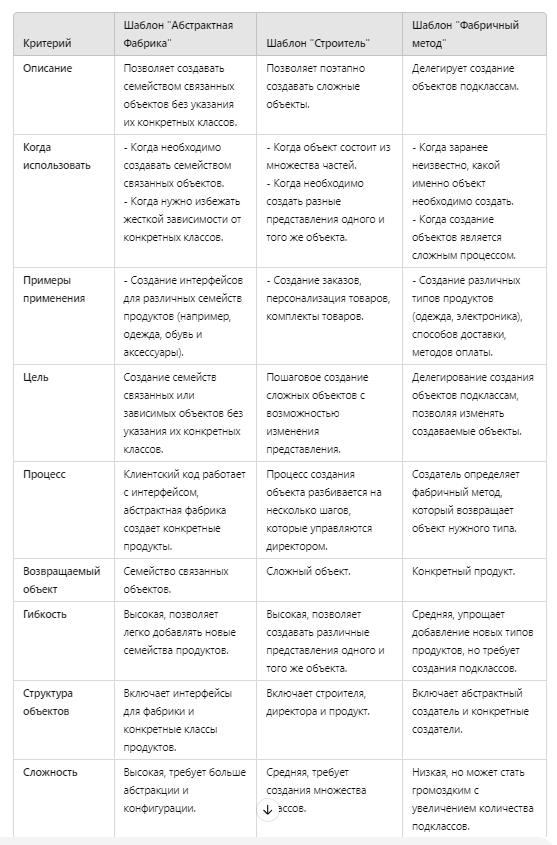 Критерий
Шаблон "Абстрактная
Фабрика"
Шаблон "Строитель"
Шаблон "Фабричный
метод"
Описание
Позволяет создавать
семейством связанных
объектов без указания
их конкретных классов.
Позволяет поэтапно
создавать сложные
объекты.
Делегирует создание
объектов подклассам.
Когда
использовать
- Когда необходимо
создавать семейством
связанных объектов.
- Когда нужно избежать
жесткой зависимости от
конкретных классов.
- Когда объект состоит из
множества частей.
- Когда необходимо
создать разные
представления одного и
того же объекта.
- Когда заранее
неизвестно, какой
именно объект
необходимо создать.
- Когда создание
объектов является
сложным процессом.
Примеры
применения
- Создание интерфейсов
для различных семейств
продуктов (например,
одежда, обувь и
аксессуары).
- Создание заказов,
персонализация товаров,
комплекты товаров.
- Создание различных
типов продуктов
(одежда, электроника),
способов доставки,
методов оплаты.
Цель
Создание семейств
связанных или
зависимых объектов без
указания их конкретных
классов.
Пошаговое создание
сложных объектов с
возможностью
изменения
представления.
Делегирование создания
объектов подклассам,
позволяя изменять
создаваемые объекты.
Процесс
Клиентский код работает
с интерфейсом,
абстрактная фабрика
создает конкретные
продукты.
Процесс создания
объекта разбивается на
несколько шагов,
которые управляются
директором.
Создатель определяет
фабричный метод,
который возвращает
объект нужного типа.
Возвращаемый
объект
Семейство связанных
объектов.
Сложный объект.
Конкретный продукт.
Гибкость
Высокая, позволяет
легко добавлять новые
семейства продуктов.
Высокая, позволяет
создавать различные
представления одного и
того же объекта.
Средняя, упрощает
добавление новых типов
продуктов, но требует
создания подклассов.
Структура
объектов
Включает интерфейсы
для фабрики и
конкретные классы
продуктов.
Включает строителя,
директора и продукт.
Включает абстрактный
создатель и конкретные
создатели.
Сложность
Высокая, требует больше
абстракции и
конфигурации.
Средняя, требует
создания множества
Низкая, но может стать
громоздким с
увеличением количества
подклассов.